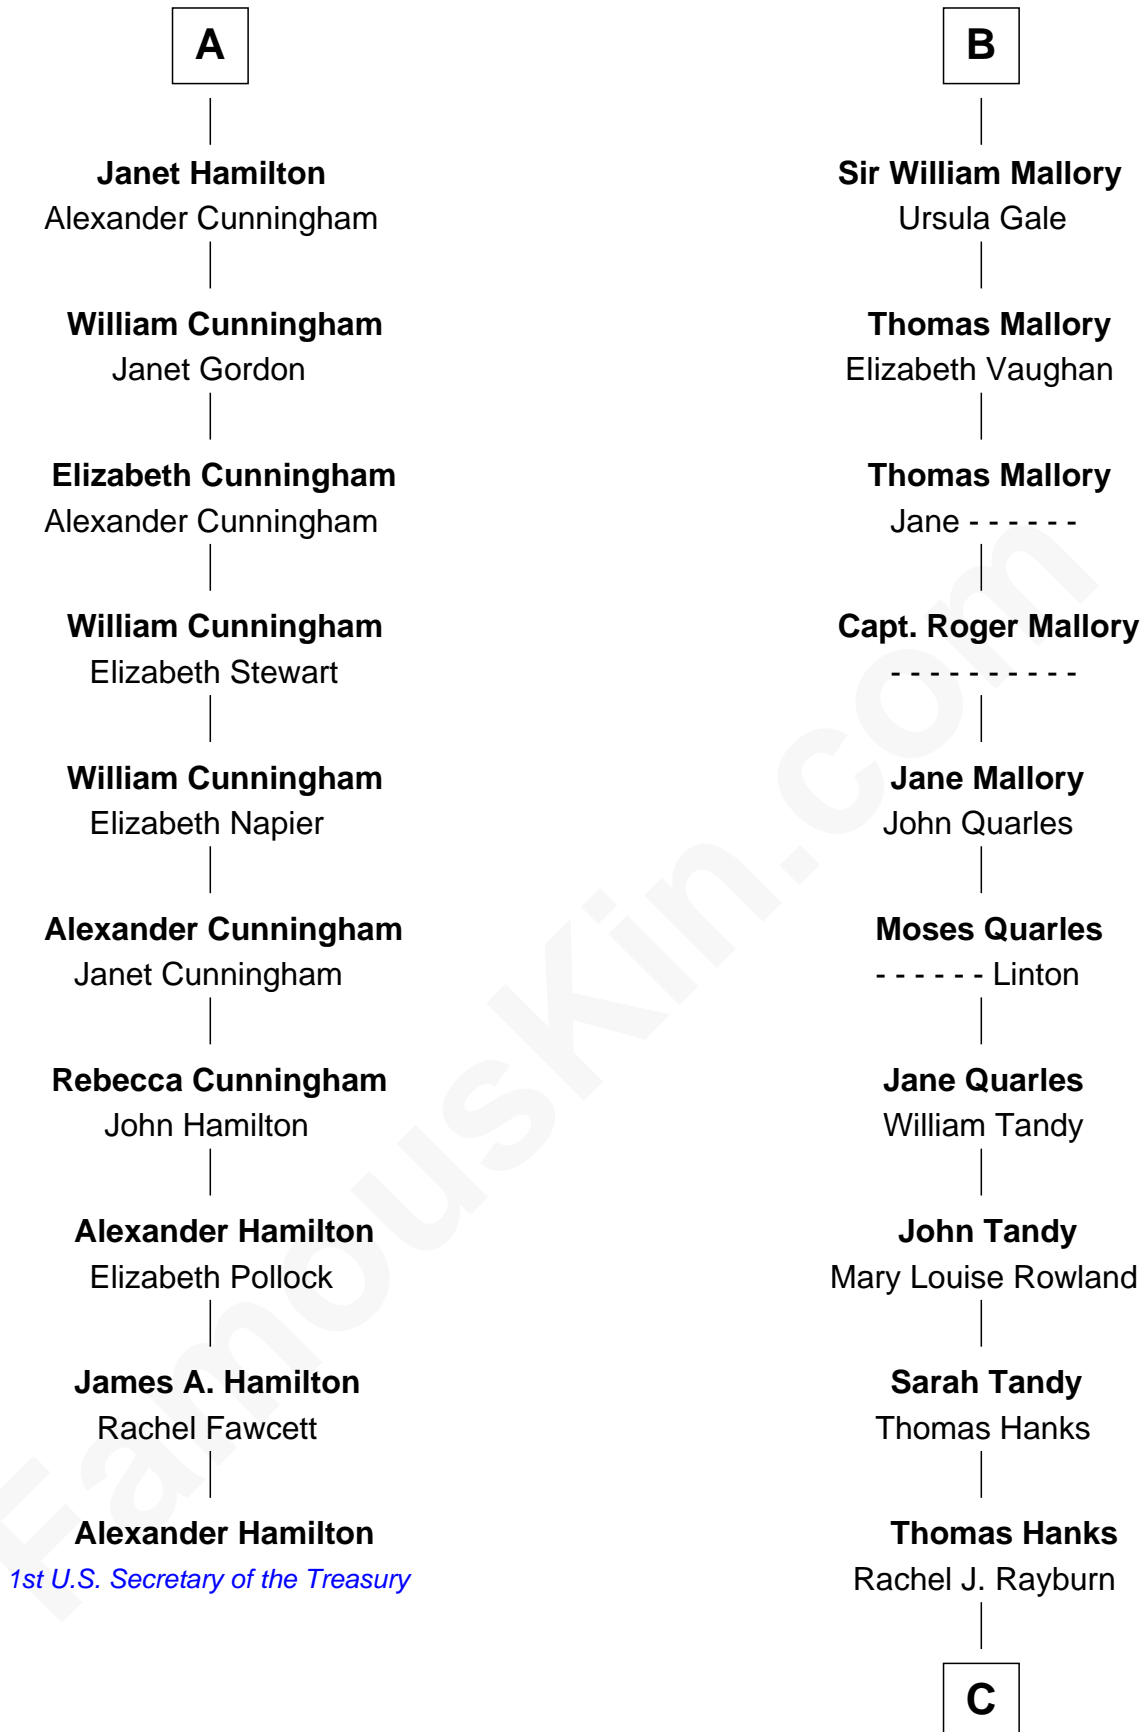 A
Janet Hamilton
Alexander Cunningham
William Cunningham
Janet Gordon
Elizabeth Cunningham
Alexander Cunningham
William Cunningham
Elizabeth Stewart
William Cunningham
Elizabeth Napier
Alexander Cunningham
Janet Cunningham
Rebecca Cunningham
John Hamilton
Alexander Hamilton
Elizabeth Pollock
James A. Hamilton
Rachel Fawcett
Alexander Hamilton
1st U.S. Secretary of the Treasury
B
Sir William Mallory
Ursula Gale
Thomas Mallory
Elizabeth Vaughan
Thomas Mallory
Jane - - - - - -
Capt. Roger Mallory
- - - - - - - - - -
Jane Mallory
John Quarles
Moses Quarles
- - - - - - Linton
Jane Quarles
William Tandy
John Tandy
Mary Louise Rowland
Sarah Tandy
Thomas Hanks
Thomas Hanks
Rachel J. Rayburn
C
FamousKin.com